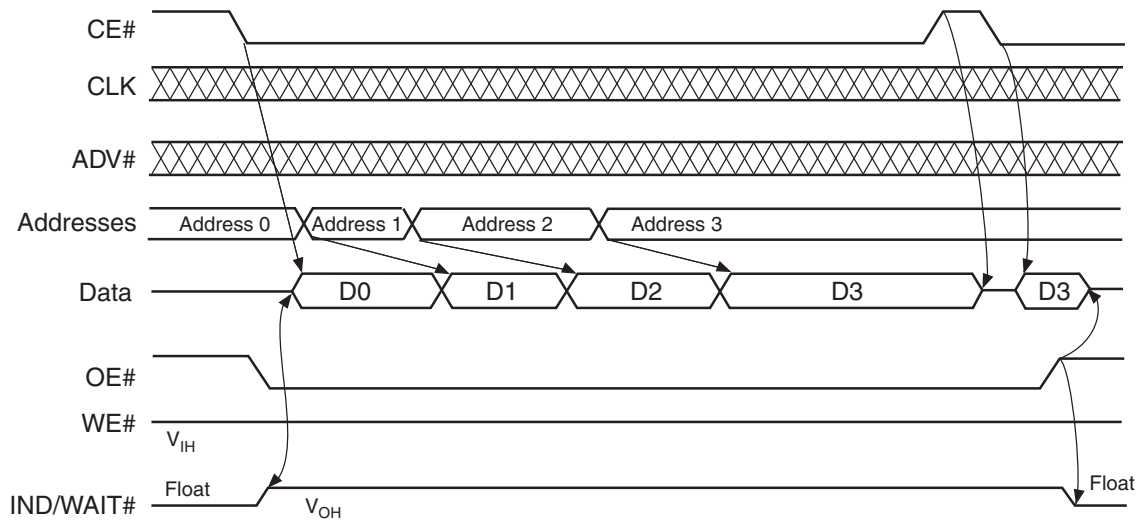 CE#
CLK
ADV#
Addresses Address 0 Address 1 Address 2 Address 3
Data D0 D1 D2 D3 D3
OE#
WE#
VIH
IND/WAIT# Float VOH Float